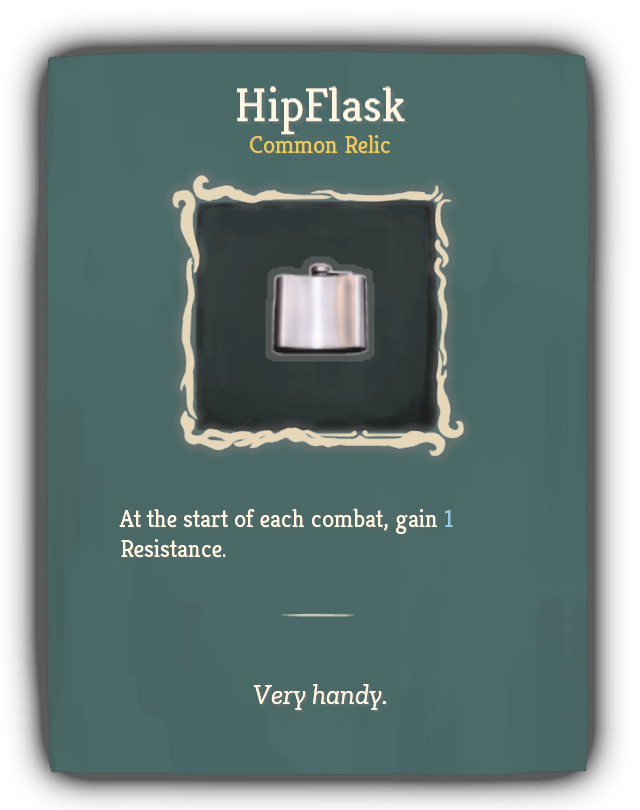 HipFlask
Common Relic
At the start of each combat, gain 1
Resistance.
Very handy.